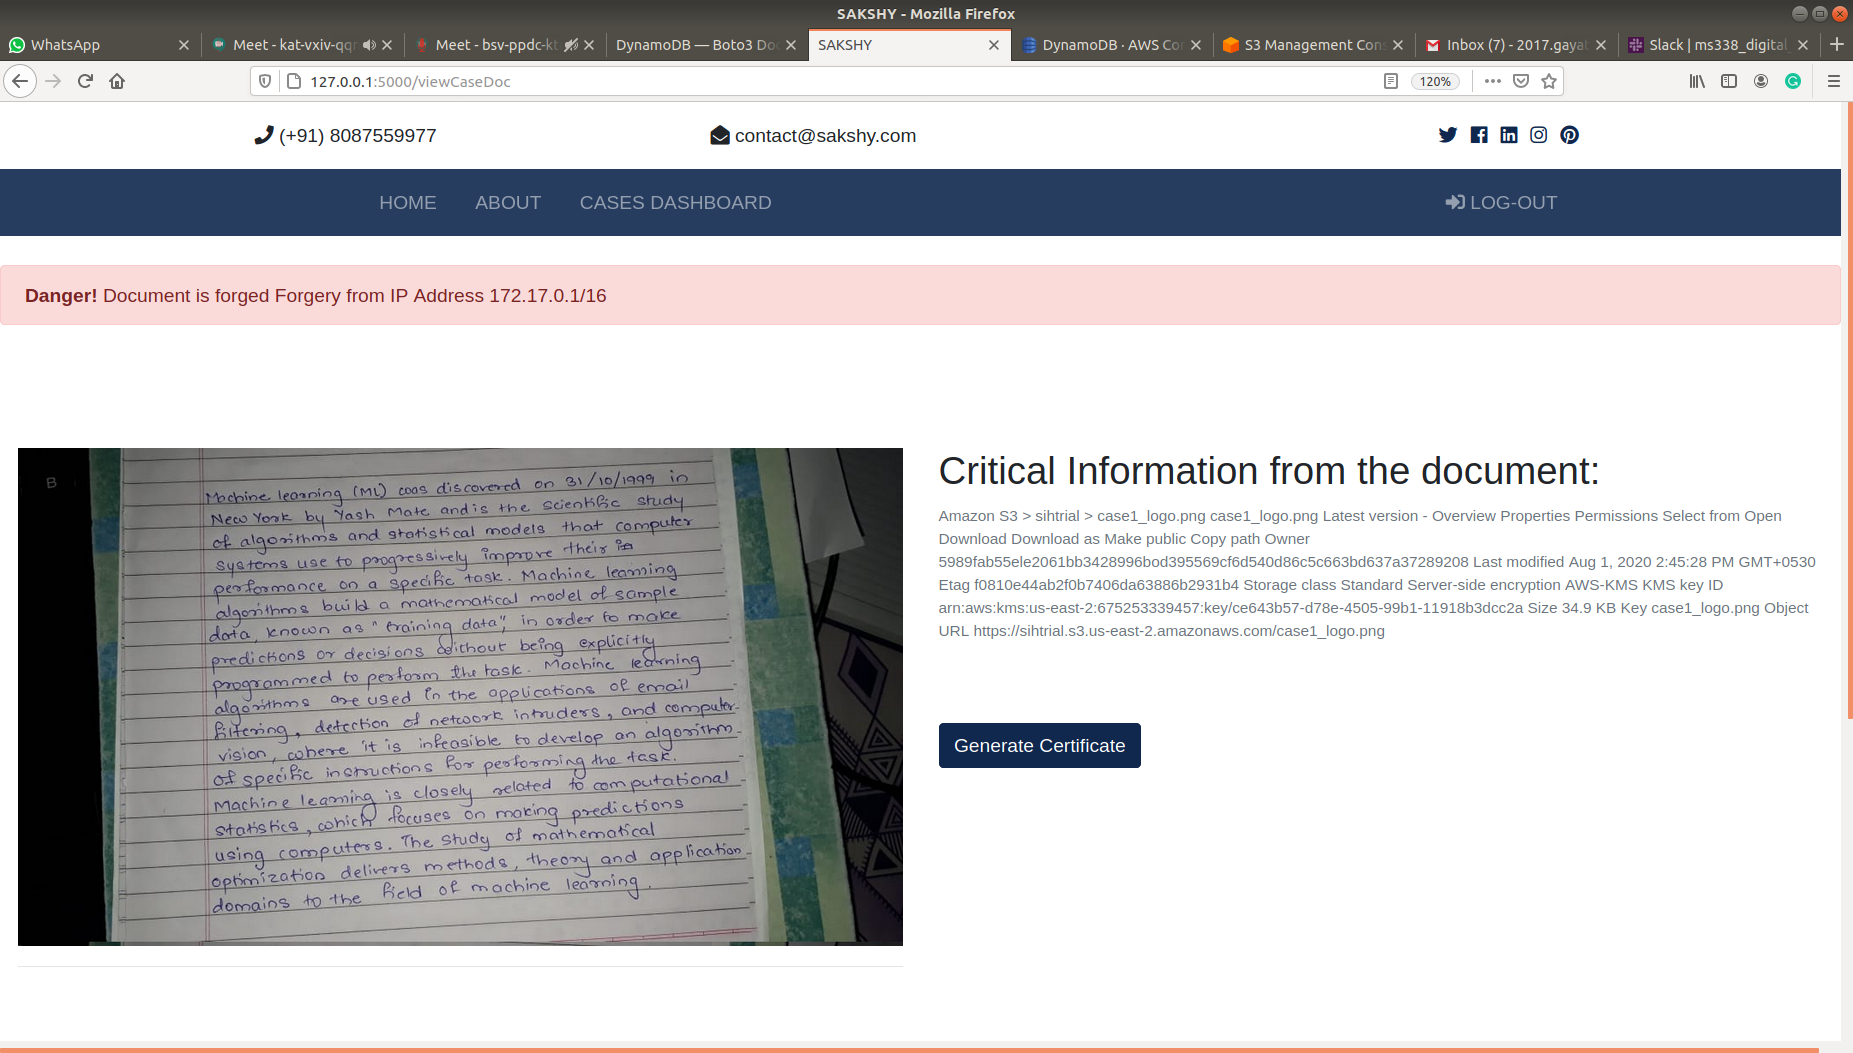 SAKSHY - Mozilla Firefox
WhatsApp
Meet - kat-vxiv-qqr
Meet - bsv-ppdc-kt
DynamoDB — Boto3 Doc
SAKSHY
DynamoDB · AWS Con
S3 Management Cons
Inbox (7) - 2017.gayat
Slack | ms338_digital
127.0.0.1:5000/viewCaseDoc
120%
(+91) 8087559977
contact@sakshy.com
HOME
ABOUT
CASES DASHBOARD
LOG-OUT
Danger! Document is forged Forgery from IP Address 172.17.0.1/16
B
Machine learning (ML) was discovered on 31/10/1999 in
New York by Yash Mate and is the scientific study
of algorithms and statistical models that computer
systems use to progressively improve their
performance on a specific task. Machine learning
algorithms build a mathematical model of sample
data, known as "training data", in order to make
predictions or decisions without being explicitly
programmed to perform the task. Machine learning
algorithms are used in the applications of email
filtering, detection of network intruders, and computer
vision, where it is infeasible to develop an algorithm
of specific instructions for performing the task.
Machine learning is closely related to computational
statistics, which focuses on making predictions
using computers. The study of mathematical
optimization delivers methods, theory and application
domains to the field of machine learning.
Critical Information from the document:
Amazon S3 > sihtrial > case1_logo.png case1_logo.png Latest version - Overview Properties Permissions Select from Open
Download Download as Make public Copy path Owner
5989fab55ele2061bb3428996bod395569cf6d540d86c5c663bd637a37289208 Last modified Aug 1, 2020 2:45:28 PM GMT+0530
Etag f0810e44ab2f0b7406da63886b2931b4 Storage class Standard Server-side encryption AWS-KMS KMS key ID
arn:aws:kms:us-east-2:675253339457:key/ce643b57-d78e-4505-99b1-11918b3dcc2a Size 34.9 KB Key case1_logo.png Object
URL https://sihtrial.s3.us-east-2.amazonaws.com/case1_logo.png
Generate Certificate